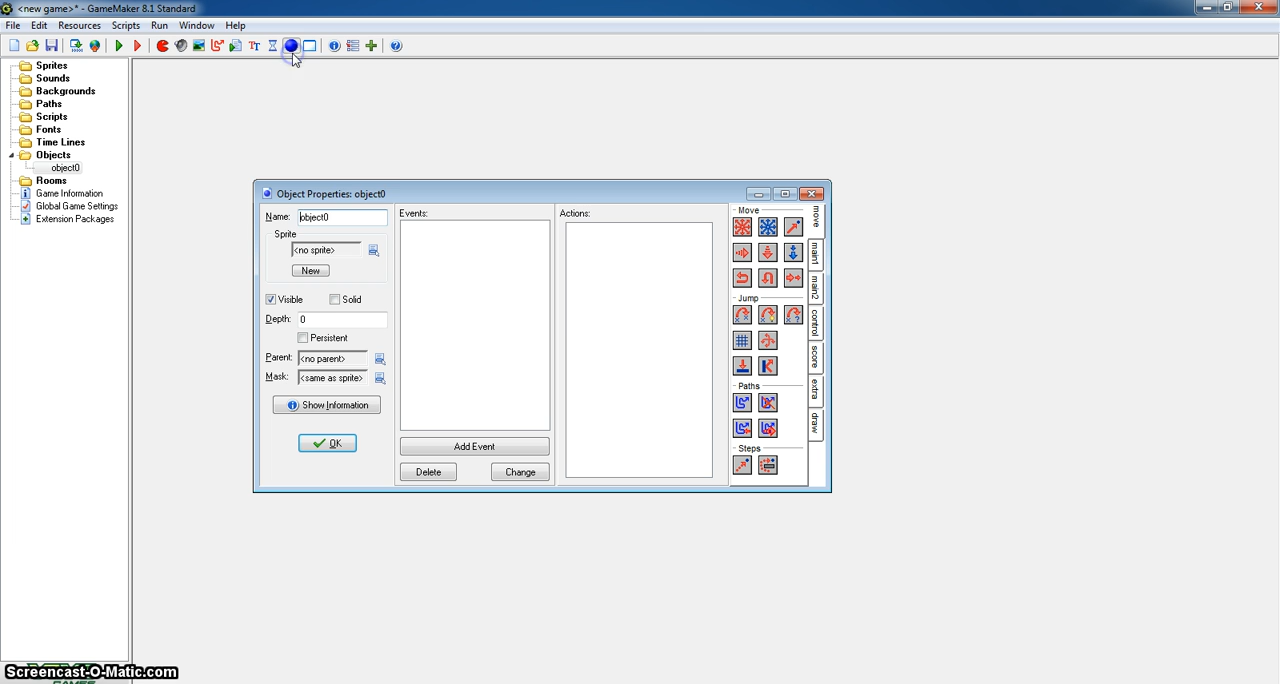 <new game>* - GameMaker 8.1 Standard
File Edit Resources Scripts Run Window Help
Sprites
Sounds
Backgrounds
Paths
Scripts
Fonts
Time Lines
Objects
object0
Rooms
Game Information
Global Game Settings
Extension Packages
Object Properties: object0
Name: object0
Sprite
<no sprite>
New
Visible Solid
Depth: 0
Persistent
Parent: <no parent>
Mask: <same as sprite>
Show Information
OK
Events:
Add Event
Delete Change
Actions:
Move
Jump
Paths
Steps
move
main1
main2
control
score
extra
draw
Screencast-O-Matic.com
GAMES